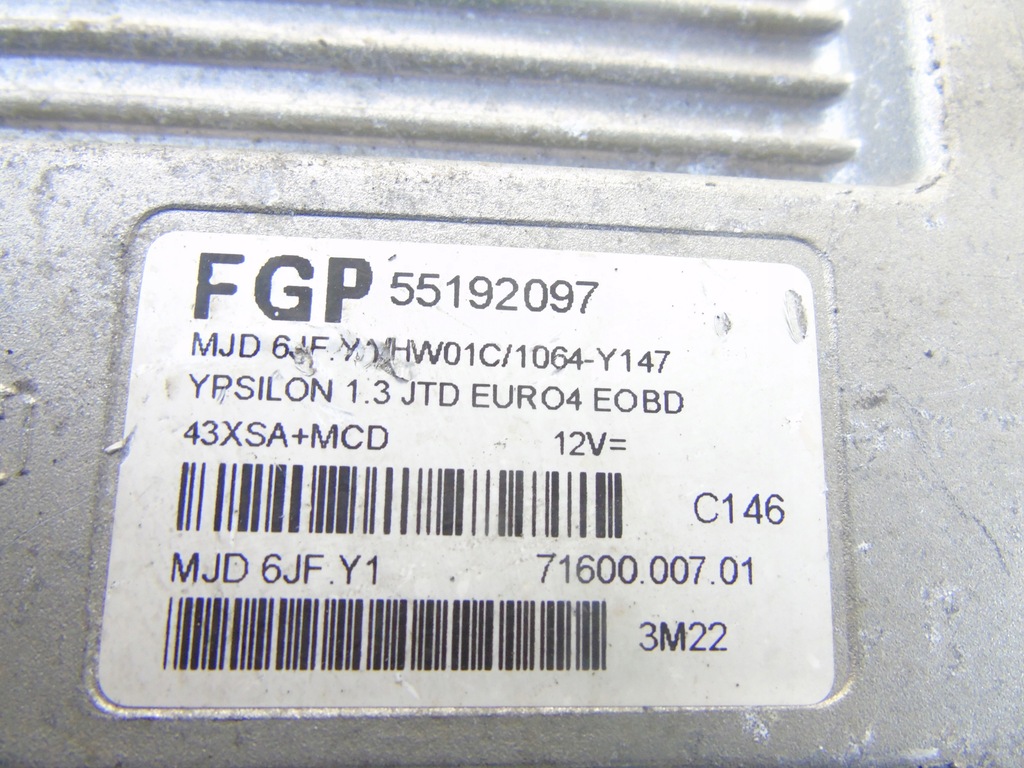 FGP 55192097
MJD 6JF.Y1/HW01C/1064-Y147
YPSILON 1.3 JTD EURO4 EOBD
43XSA+MCD 12V=
C146
MJD 6JF.Y1 71600.007.01
3M22